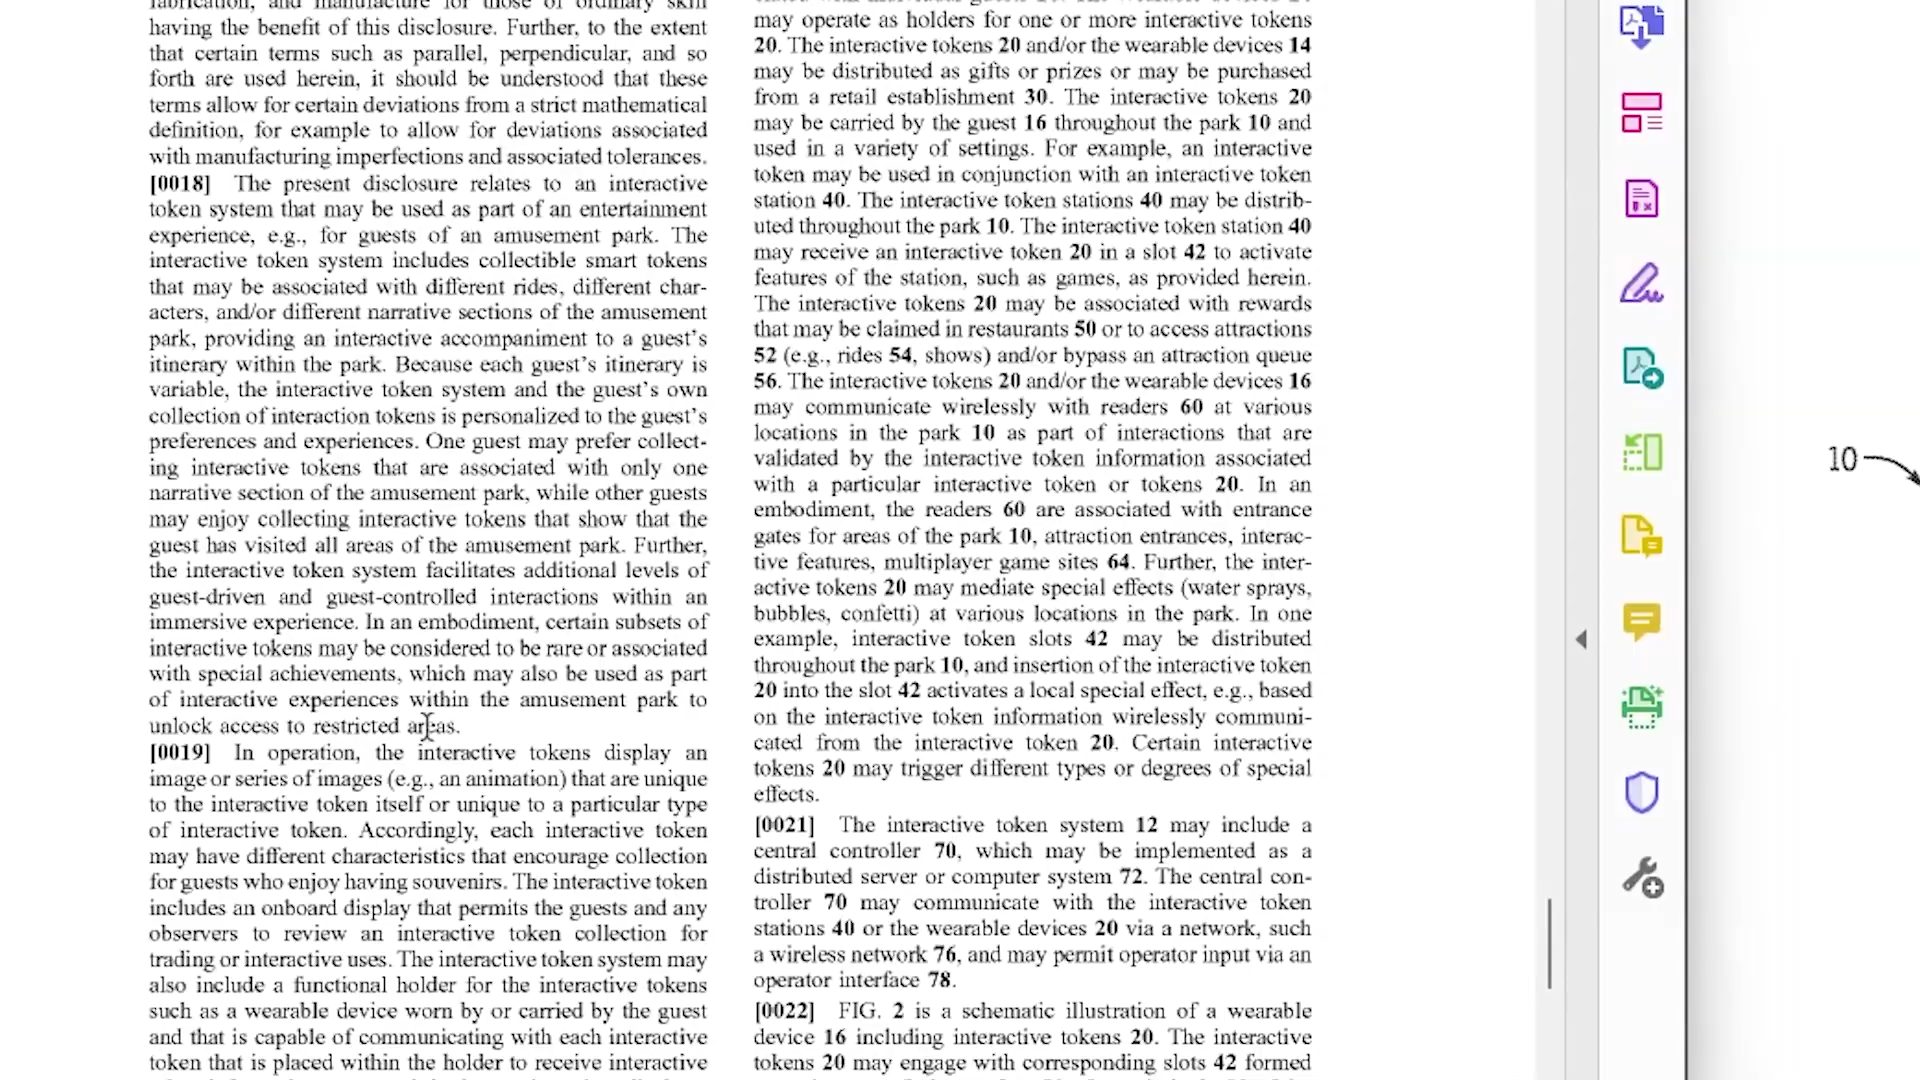 fabrication, and manufacture for those of ordinary skill
having the benefit of this disclosure. Further, to the extent
that certain terms such as parallel, perpendicular, and so
forth are used herein, it should be understood that these
terms allow for certain deviations from a strict mathematical
definition, for example to allow for deviations associated
with manufacturing imperfections and associated tolerances.
[0018] The present disclosure relates to an interactive
token system that may be used as part of an entertainment
experience, e.g., for guests of an amusement park. The
interactive token system includes collectible smart tokens
that may be associated with different rides, different char-
acters, and/or different narrative sections of the amusement
park, providing an interactive accompaniment to a guest's
itinerary within the park. Because each guest's itinerary is
variable, the interactive token system and the guest's own
collection of interaction tokens is personalized to the guest's
preferences and experiences. One guest may prefer collect-
ing interactive tokens that are associated with only one
narrative section of the amusement park, while other guests
may enjoy collecting interactive tokens that show that the
guest has visited all areas of the amusement park. Further,
the interactive token system facilitates additional levels of
guest-driven and guest-controlled interactions within an
immersive experience. In an embodiment, certain subsets of
interactive tokens may be considered to be rare or associated
with special achievements, which may also be used as part
of interactive experiences within the amusement park to
unlock access to restricted areas.
[0019] In operation, the interactive tokens display an
image or series of images (e.g., an animation) that are unique
to the interactive token itself or unique to a particular type
of interactive token. Accordingly, each interactive token
may have different characteristics that encourage collection
for guests who enjoy having souvenirs. The interactive token
includes an onboard display that permits the guests and any
observers to review an interactive token collection for
trading or interactive uses. The interactive token system may
also include a functional holder for the interactive tokens
such as a wearable device worn by or carried by the guest
and that is capable of communicating with each interactive
token that is placed within the holder to receive interactive
may operate as holders for one or more interactive tokens
20. The interactive tokens 20 and/or the wearable devices 14
may be distributed as gifts or prizes or may be purchased
from a retail establishment 30. The interactive tokens 20
may be carried by the guest 16 throughout the park 10 and
used in a variety of settings. For example, an interactive
token may be used in conjunction with an interactive token
station 40. The interactive token stations 40 may be distrib-
uted throughout the park 10. The interactive token station 40
may receive an interactive token 20 in a slot 42 to activate
features of the station, such as games, as provided herein.
The interactive tokens 20 may be associated with rewards
that may be claimed in restaurants 50 or to access attractions
52 (e.g., rides 54, shows) and/or bypass an attraction queue
56. The interactive tokens 20 and/or the wearable devices 16
may communicate wirelessly with readers 60 at various
locations in the park 10 as part of interactions that are
validated by the interactive token information associated
with a particular interactive token or tokens 20. In an
embodiment, the readers 60 are associated with entrance
gates for areas of the park 10, attraction entrances, interac-
tive features, multiplayer game sites 64. Further, the inter-
active tokens 20 may mediate special effects (water sprays,
bubbles, confetti) at various locations in the park. In one
example, interactive token slots 42 may be distributed
throughout the park 10, and insertion of the interactive token
20 into the slot 42 activates a local special effect, e.g., based
on the interactive token information wirelessly communi-
cated from the interactive token 20. Certain interactive
tokens 20 may trigger different types or degrees of special
effects.
[0021] The interactive token system 12 may include a
central controller 70, which may be implemented as a
distributed server or computer system 72. The central con-
troller 70 may communicate with the interactive token
stations 40 or the wearable devices 20 via a network, such
a wireless network 76, and may permit operator input via an
operator interface 78.
[0022] FIG. 2 is a schematic illustration of a wearable
device 16 including interactive tokens 20. The interactive
tokens 20 may engage with corresponding slots 42 formed
10